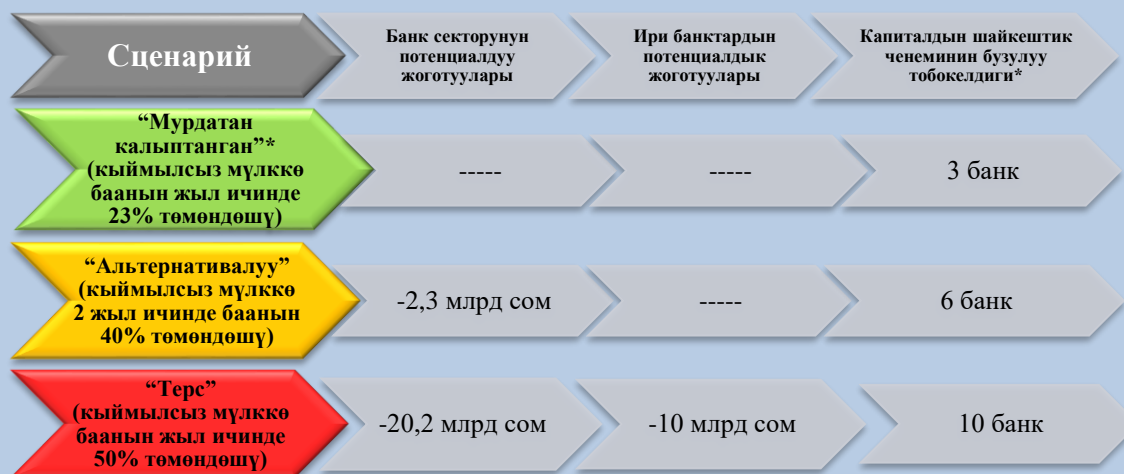 Сценарий
Банк секторунун
потенциалдуу
жоготуулары
Ири банктардын
потенциалдык
жоготуулары
Капиталдын шайкештик
ченеминин бузулуу
тобокелдиги*
“Мурдатан
калыптанган”*
(кыймылсыз мүлккө
баанын жыл ичинде
23% төмөндөшү)
-----
-----
3 банк
“Альтернативалуу”
(кыймылсыз мүлккө
2 жыл ичинде баанын
40% төмөндөшү)
-2,3 млрд сом
-----
6 банк
“Терс”
(кыймылсыз мүлккө
баанын жыл ичинде
50% төмөндөшү)
-20,2 млрд сом
-10 млрд сом
10 банк